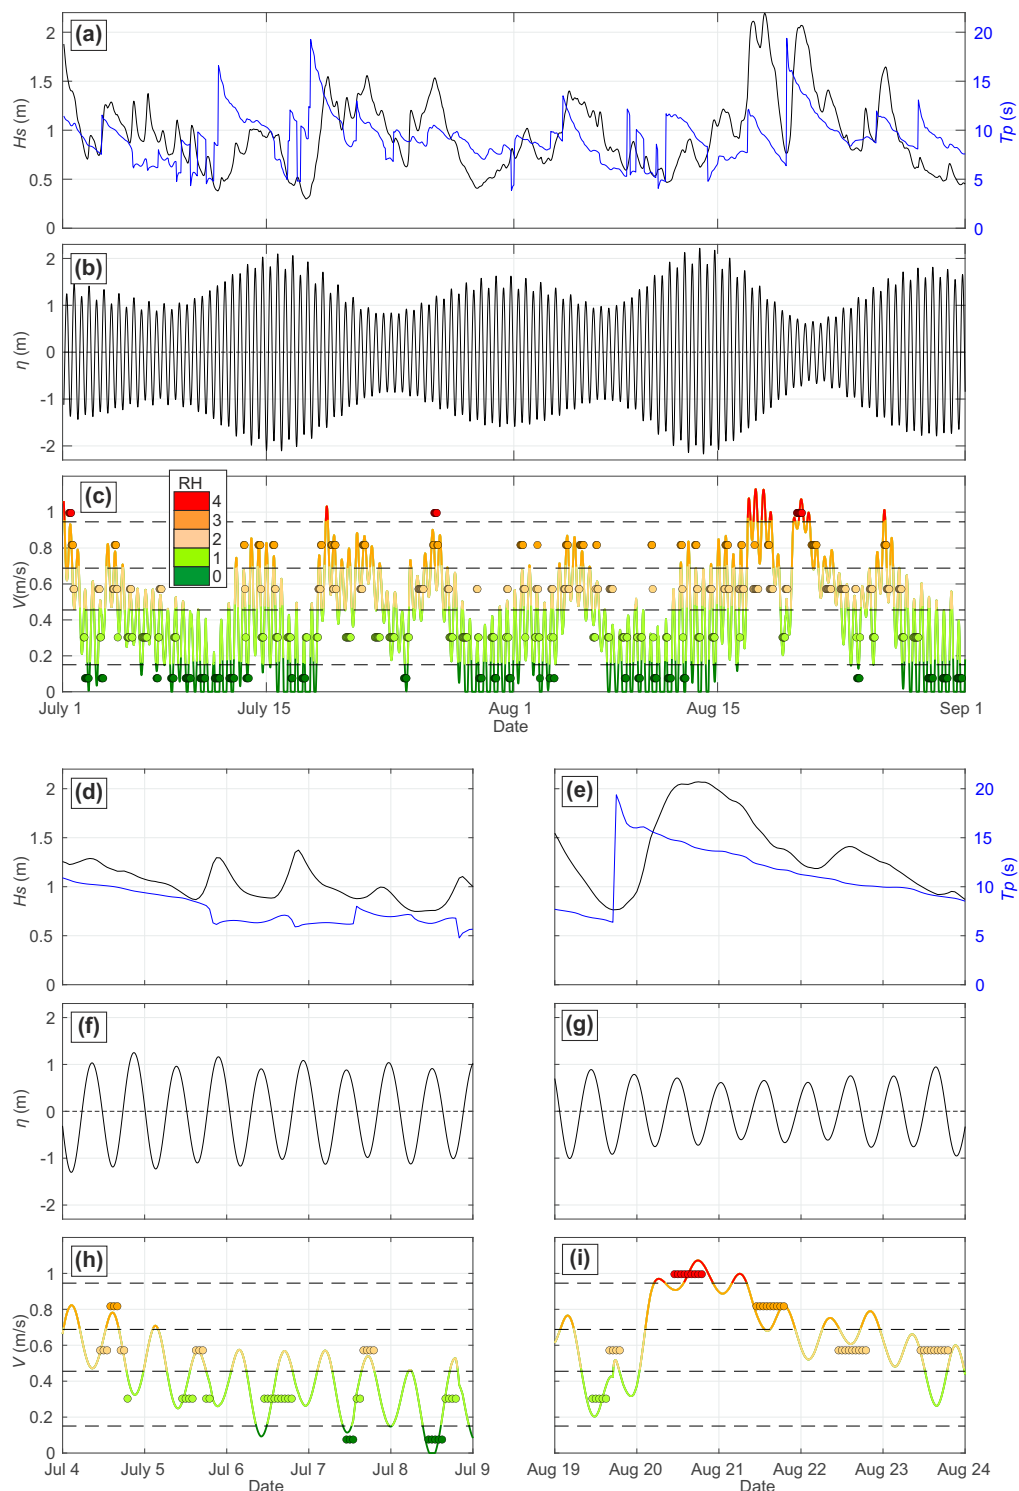 (a)
2
1.5
1
0.5
0
Hs (m)
20
15
10
5
0
Tp (s)
(b)
2
1
0
-1
-2
η (m)
(c)
RH
4
3
2
1
0
1
0.8
0.6
0.4
0.2
0
V(m/s)
July 1
July 15
Aug 1
Aug 15
Sep 1
Date
(d)
2
1.5
1
0.5
0
Hs (m)
(e)
20
15
10
5
0
Tp (s)
(f)
2
1
0
-1
-2
η (m)
(g)
(h)
1
0.8
0.6
0.4
0.2
0
V (m/s)
Jul 4
July 5
Jul 6
Jul 7
Jul 8
Jul 9
Date
(i)
Aug 19
Aug 20
Aug 21
Aug 22
Aug 23
Aug 24
Date